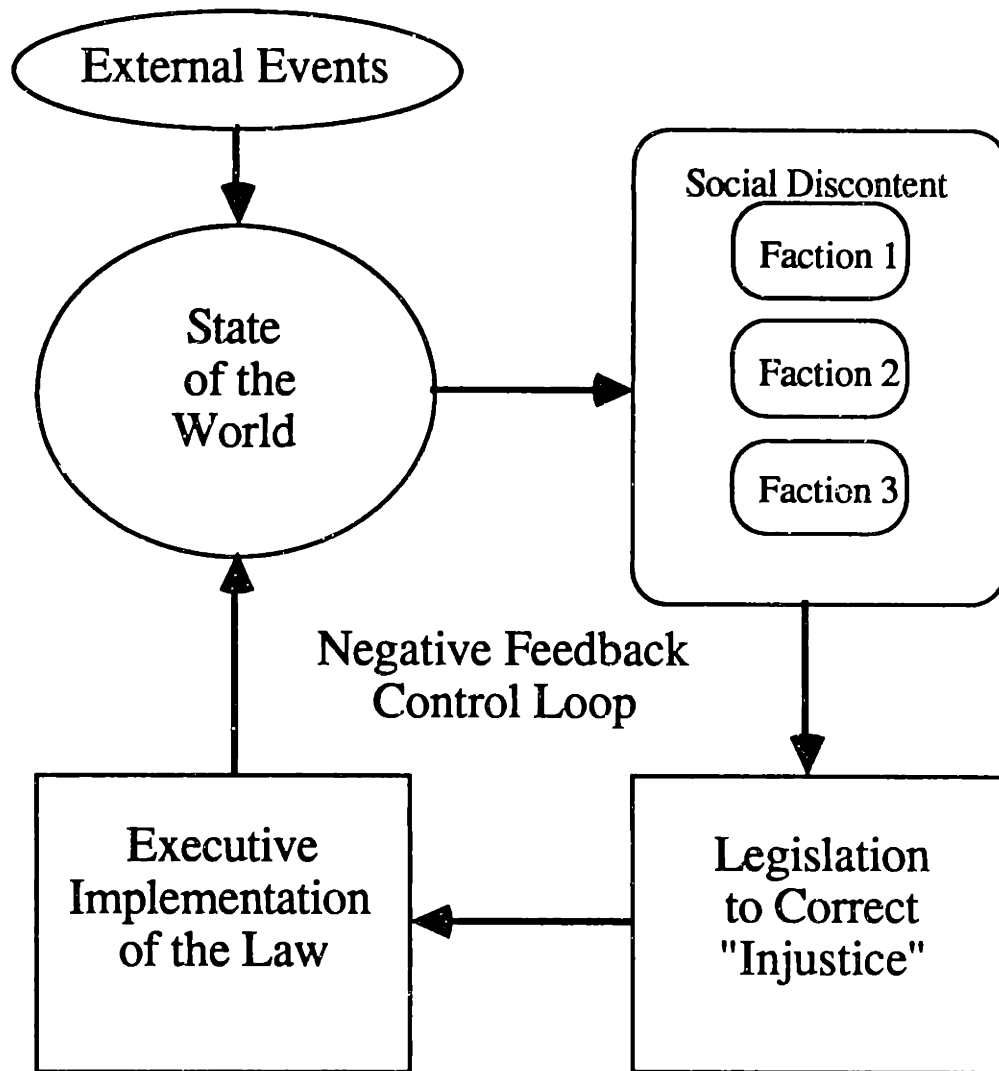 External Events
Social Discontent
Faction 1
State
of the
World
Faction 2
Faction 3
Negative Feedback
Control Loop
Executive
Implementation
of the Law
Legislation
to Correct
"Injustice"